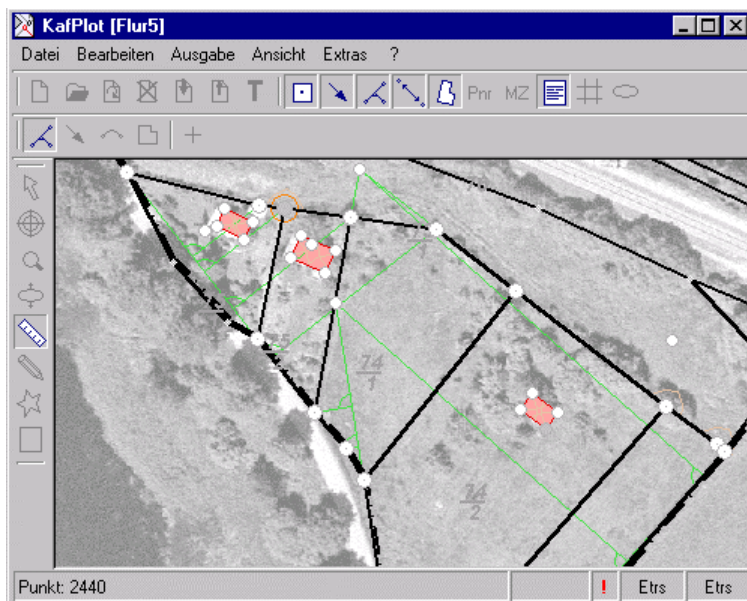 KafPlot [Flur5]
Datei Bearbeiten Ausgabe Ansicht Extras ?
T Pnr MZ
74
1
74
2
Punkt: 2440 ! Etrs Etrs